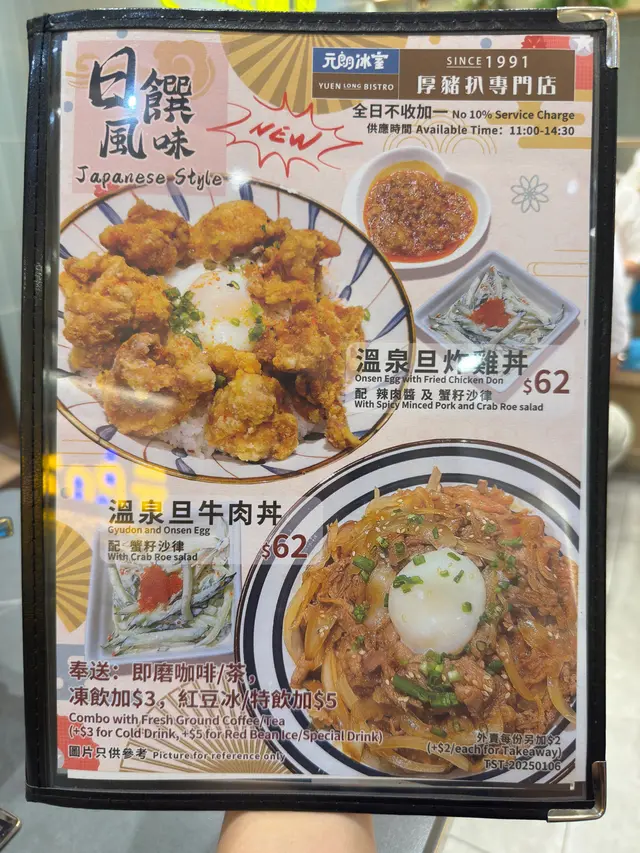 日饌
風味
Japanese Style
NEW
元朗冰室
YUEN LONG BISTRO
SINCE 1991
厚豬扒專門店
全日不收加一 No 10% Service Charge
供應時間 Available Time: 11:00-14:30
溫泉旦炸雞丼
Onsen Egg with Fried Chicken Don
$62
配 辣肉醬 及 蟹籽沙律
With Spicy Minced Pork and Crab Roe salad
溫泉旦牛肉丼
Gyudon and Onsen Egg
$62
配 蟹籽沙律
With Crab Roe salad
奉送：即磨咖啡/茶，
凍飲加$3，紅豆冰/特飲加$5
Combo with Fresh Ground Coffee/Tea
(+$3 for Cold Drink, +$5 for Red Bean Ice/Special Drink)
圖片只供參考 Picture for reference only
外賣每份另加$2
(+$2/each for Takeaway)
TST-20250106